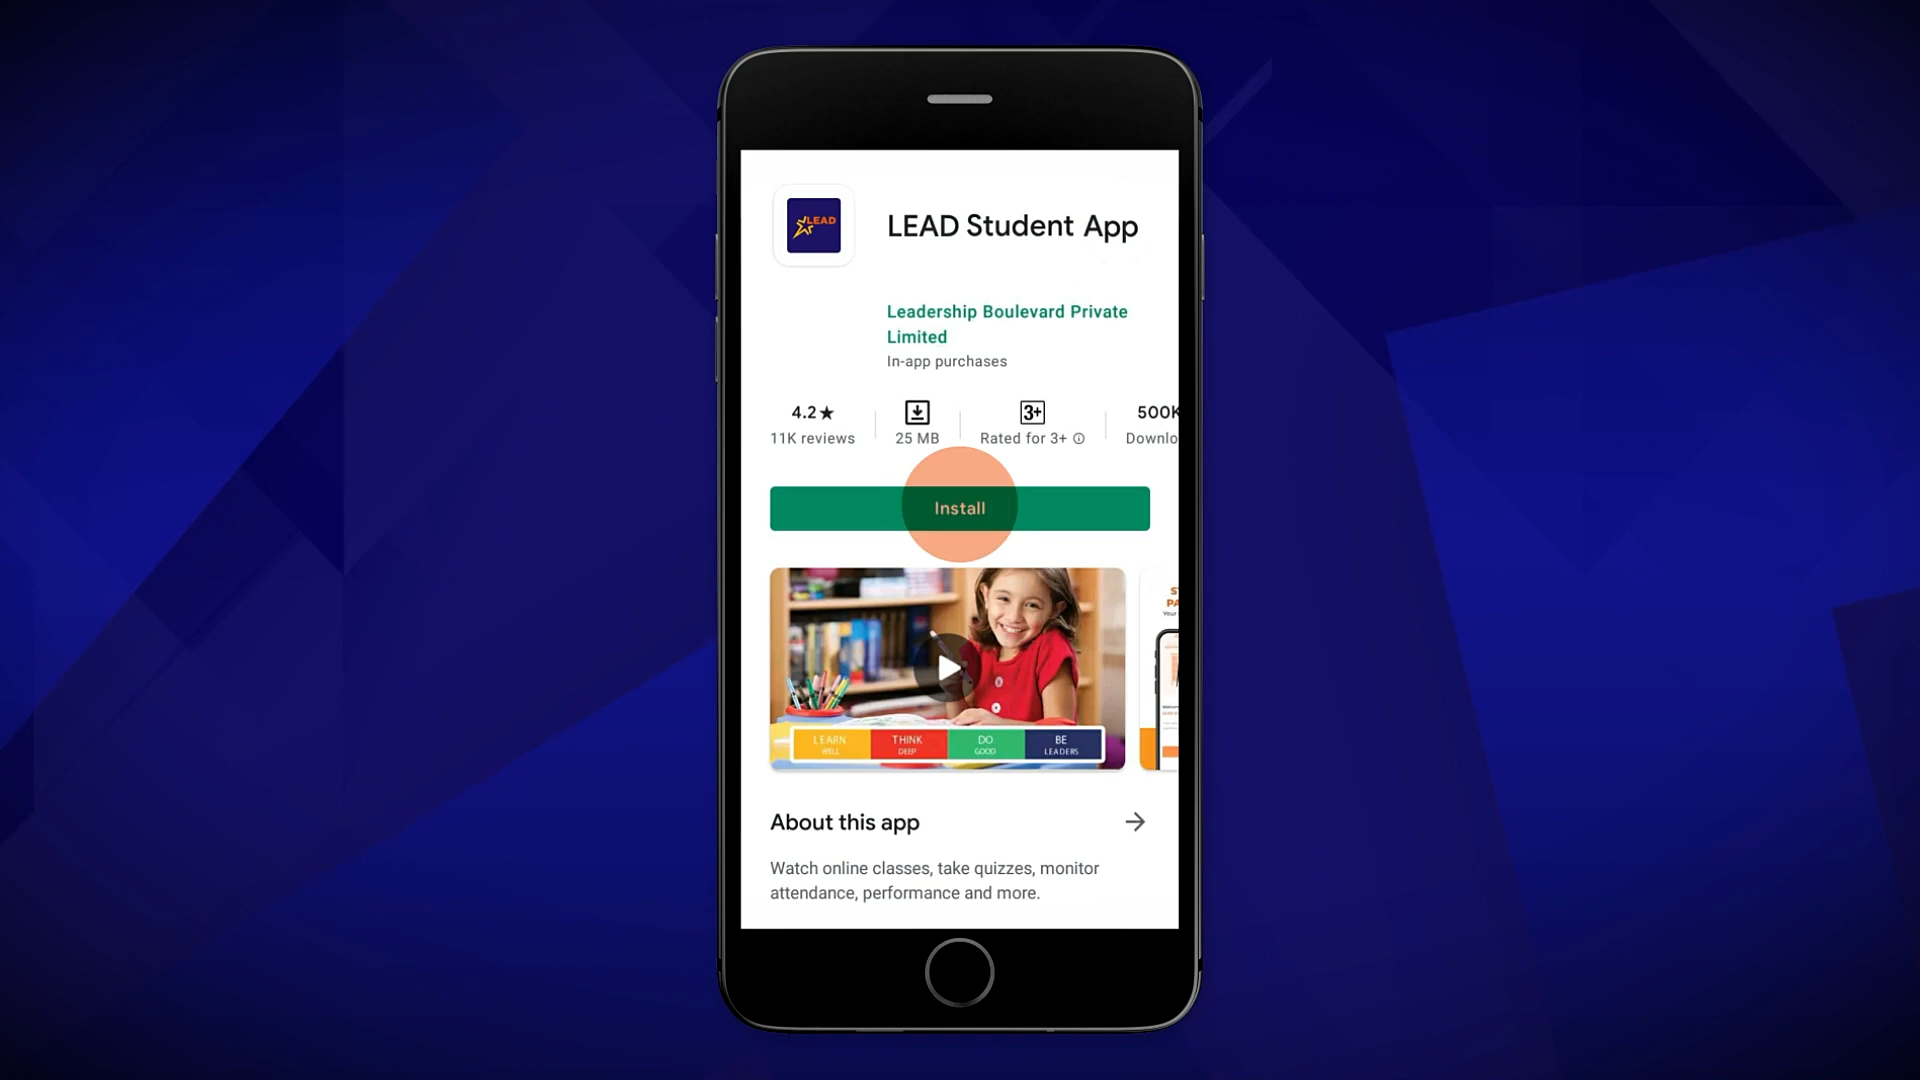 LEAD
LEAD Student App
Leadership Boulevard Private
Limited
In-app purchases
4.2★
11K reviews
25 MB
3+
Rated for 3+
500K
Downlo
Install
LEARN
WELL
THINK
DEEP
DO
GOOD
BE
LEADERS
About this app
Watch online classes, take quizzes, monitor
attendance, performance and more.